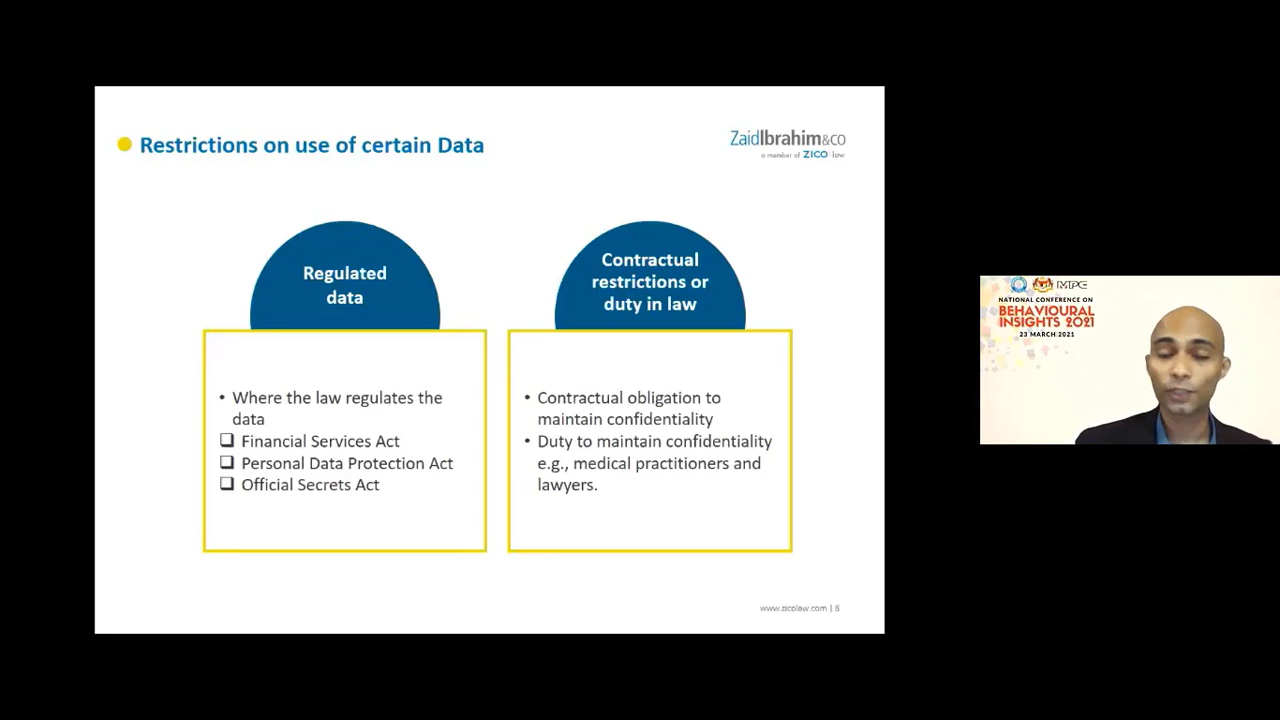 Restrictions on use of certain Data
ZaidIbrahim&co
a member of ZICO law
Regulated
data
Contractual
restrictions or
duty in law
• Where the law regulates the
data
❑ Financial Services Act
❑ Personal Data Protection Act
❑ Official Secrets Act
• Contractual obligation to
maintain confidentiality
• Duty to maintain confidentiality
e.g., medical practitioners and
lawyers.
www.zicolaw.com | 8
MPC
NATIONAL CONFERENCE ON
BEHAVIOURAL
INSIGHTS 2021
23 MARCH 2021